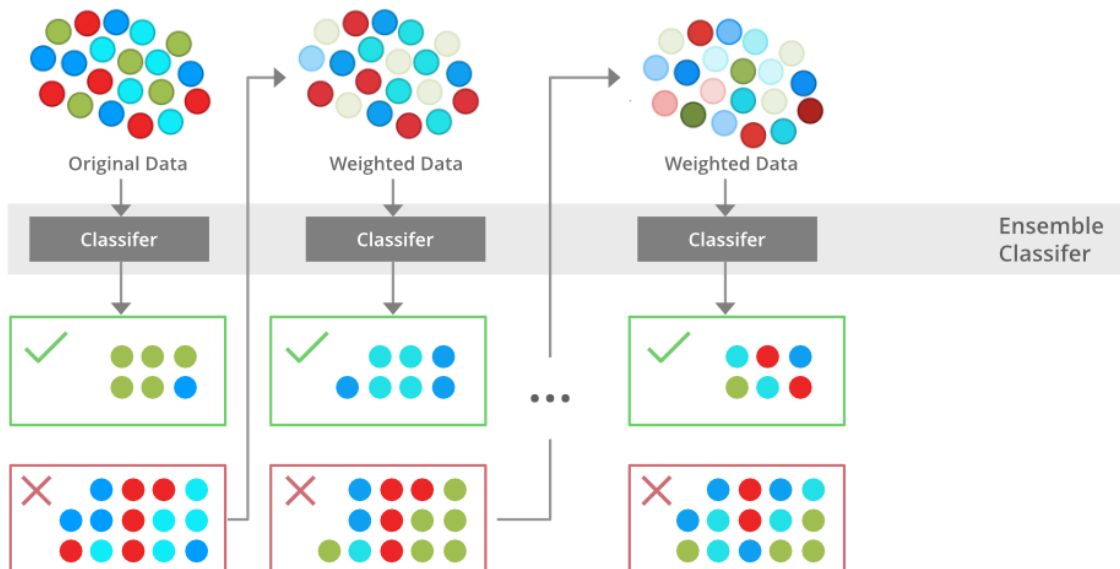 Original Data
Weighted Data
Weighted Data
Classifer
Classifer
Classifer
Ensemble
Classifer
...